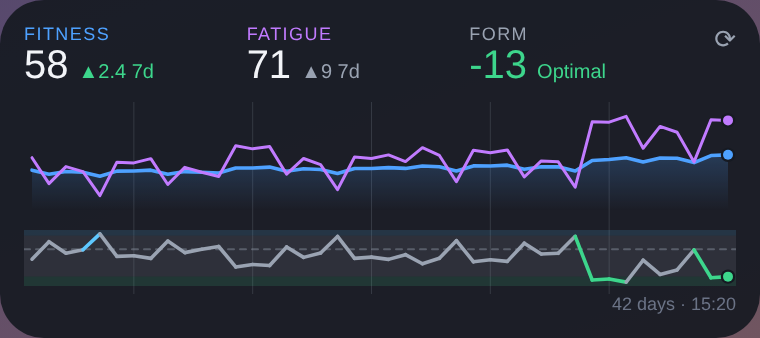 FITNESS
58 ▲2.4 7d
FATIGUE
71 ▲9 7d
FORM
-13 Optimal
⟳
42 days · 15:20